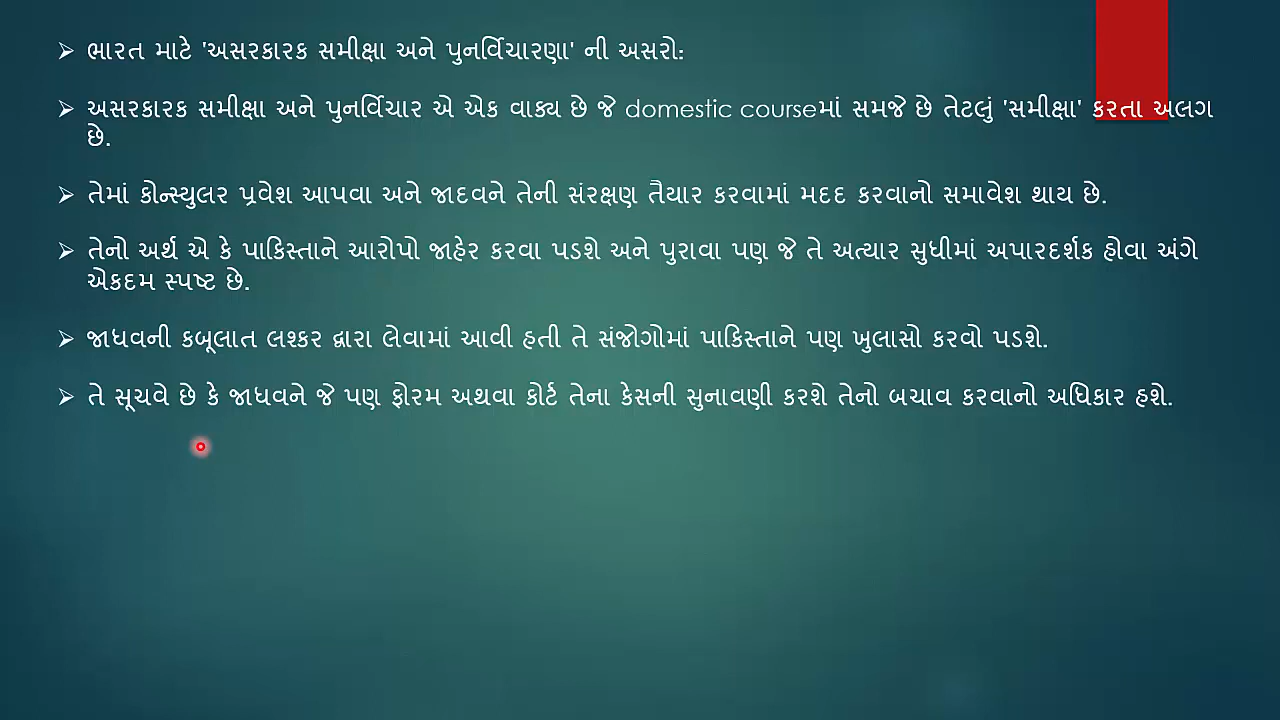 ભારત માટે 'અસરકારક સમીક્ષા અને પુનર્વિચારણા' ની અસરો:
અસરકારક સમીક્ષા અને પુનર્વિચાર એ એક વાક્ય છે જે domestic courseમાં સમજે છે તેટલું 'સમીક્ષા' કરતા અલગ
છે.
તેમાં કોન્સ્યુલર પ્રવેશ આપવા અને જાદવને તેની સંરક્ષણ તૈયાર કરવામાં મદદ કરવાનો સમાવેશ થાય છે.
તેનો અર્થ એ કે પાકિસ્તાને આરોપો જાહેર કરવા પડશે અને પુરાવા પણ જે તે અત્યાર સુધીમાં અપારદર્શક હોવા અંગે
એકદમ સ્પષ્ટ છે.
જાધવની કબૂલાત લશ્કર દ્વારા લેવામાં આવી હતી તે સંજોગોમાં પાકિસ્તાને પણ ખુલાસો કરવો પડશે.
તે સૂચવે છે કે જાધવને જે પણ ફોરમ અથવા કોર્ટ તેના કેસની સુનાવણી કરશે તેનો બચાવ કરવાનો અધિકાર હશે.